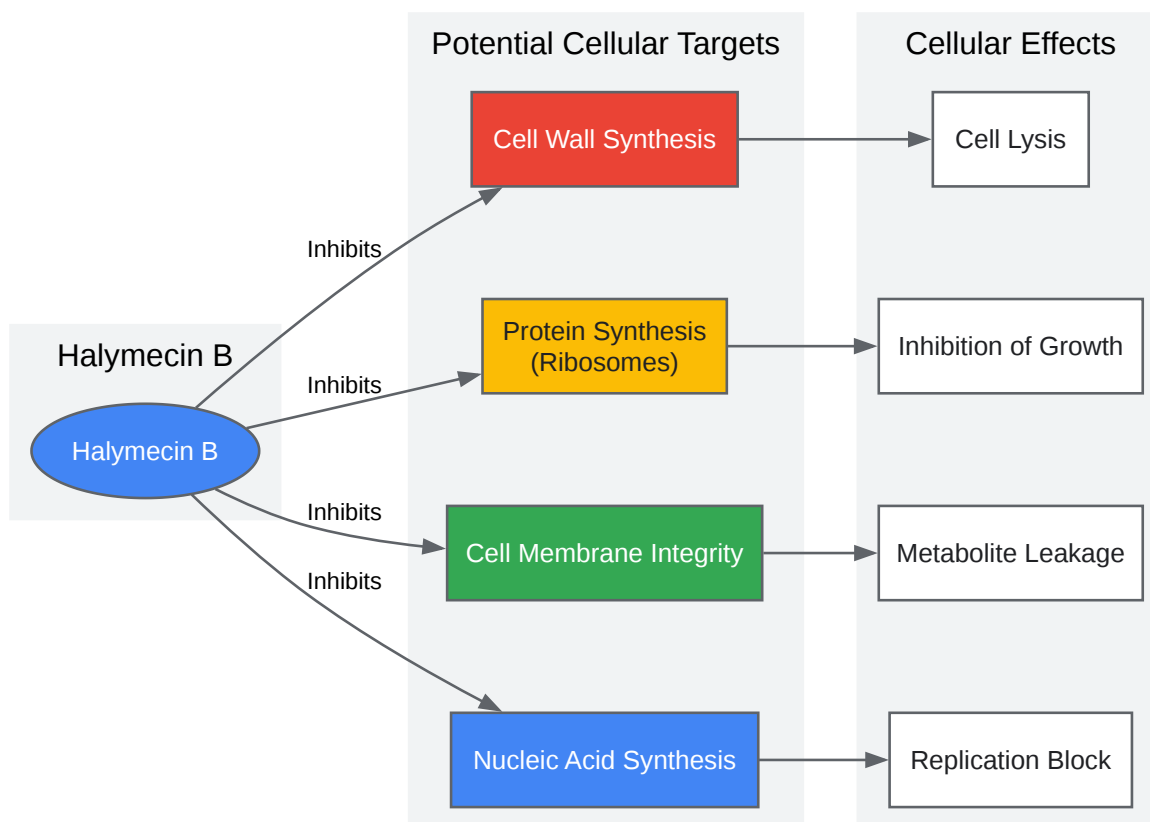 Potential Cellular Targets
Cellular Effects
Cell Wall Synthesis
Cell Lysis
Inhibits
Protein Synthesis
(Ribosomes)
Inhibition of Growth
Halymecin B
Inhibits
Halymecin B
Inhibits
Cell Membrane Integrity
Metabolite Leakage
Inhibits
Nucleic Acid Synthesis
Replication Block